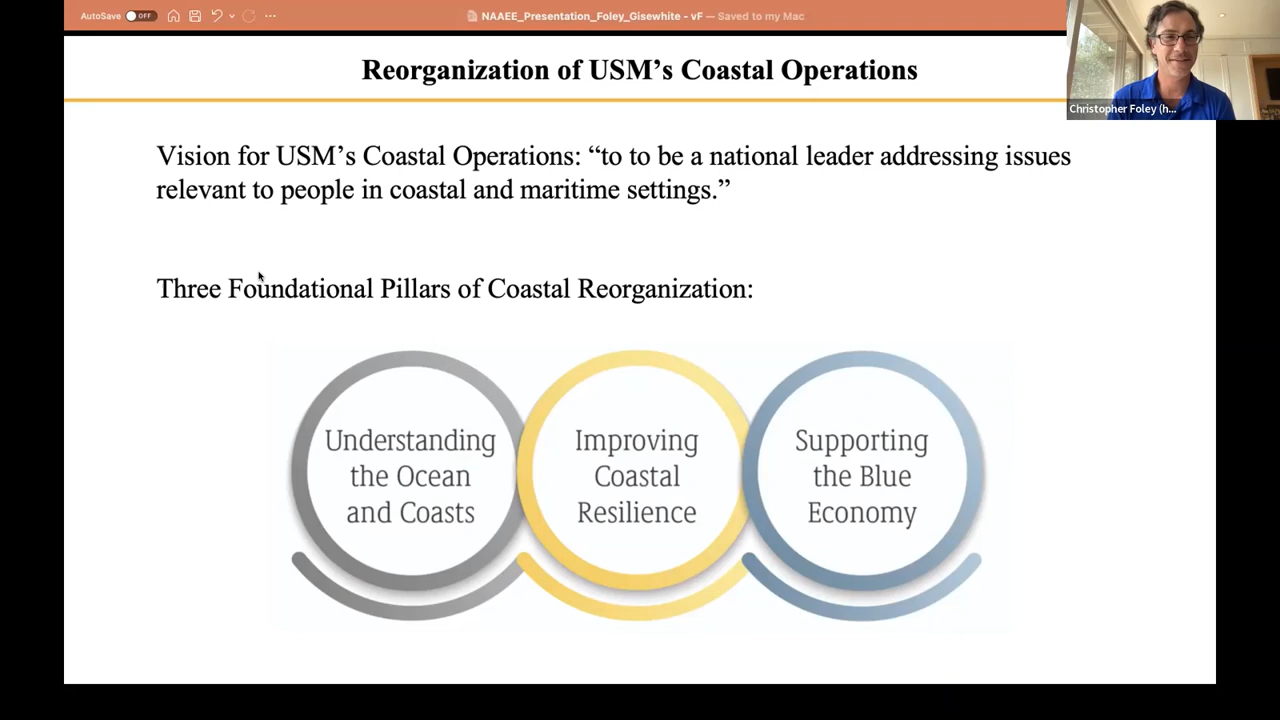 AutoSave OFF
NAAEE_Presentation_Foley_Gisewhite - vF — Saved to my Mac
Christopher Foley (h...
Reorganization of USM’s Coastal Operations
Vision for USM’s Coastal Operations: “to to be a national leader addressing issues
relevant to people in coastal and maritime settings.”
Three Foundational Pillars of Coastal Reorganization:
Understanding
the Ocean
and Coasts
Improving
Coastal
Resilience
Supporting
the Blue
Economy